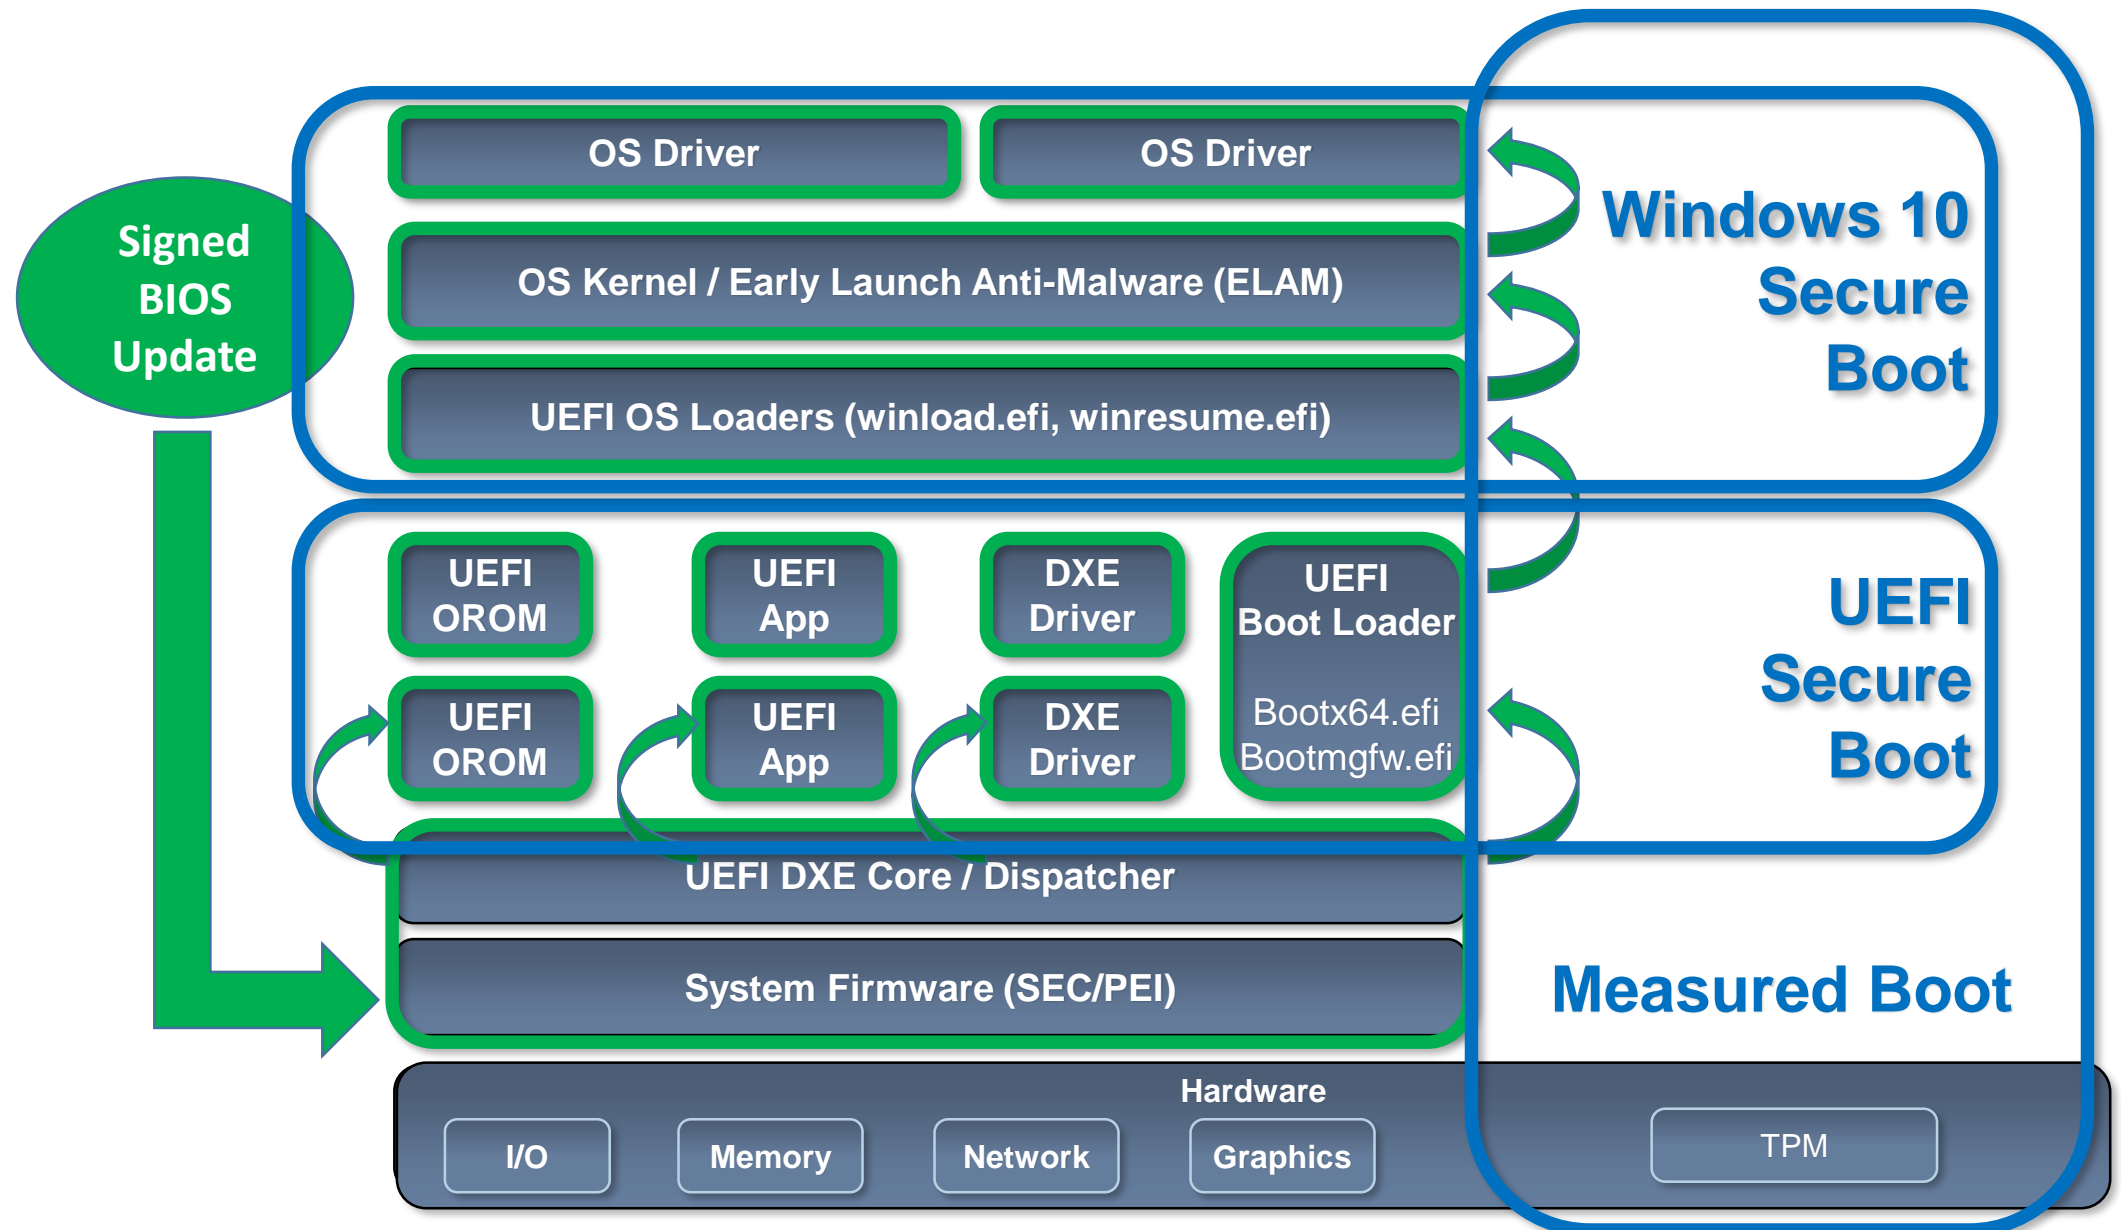 Signed
BIOS
Update
OS Driver
OS Driver
OS Kernel / Early Launch Anti-Malware (ELAM)
UEFI OS Loaders (winload.efi, winresume.efi)
Windows 10
Secure
Boot
UEFI
OROM
UEFI
App
DXE
Driver
UEFI
Boot Loader
Bootx64.efi
Bootmgfw.efi
UEFI
OROM
UEFI
App
DXE
Driver
UEFI
Secure
Boot
UEFI DXE Core / Dispatcher
System Firmware (SEC/PEI)
Measured Boot
Hardware
I/O
Memory
Network
Graphics
TPM